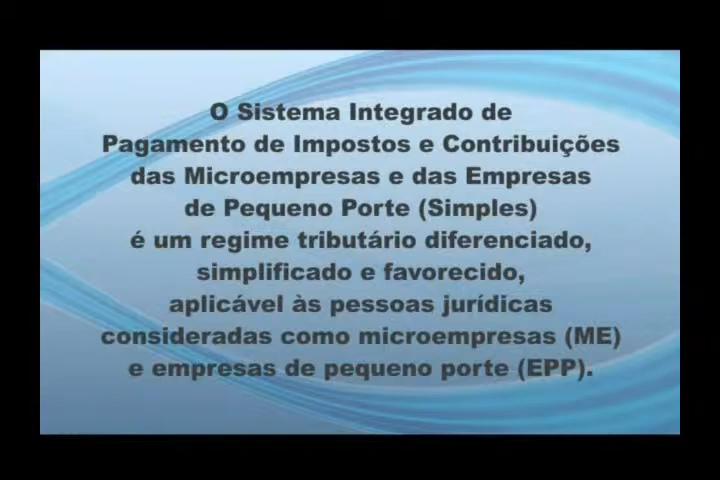 O Sistema Integrado de
Pagamento de Impostos e Contribuições
das Microempresas e das Empresas
de Pequeno Porte (Simples)
é um regime tributário diferenciado,
simplificado e favorecido,
aplicável às pessoas jurídicas
consideradas como microempresas (ME)
e empresas de pequeno porte (EPP).